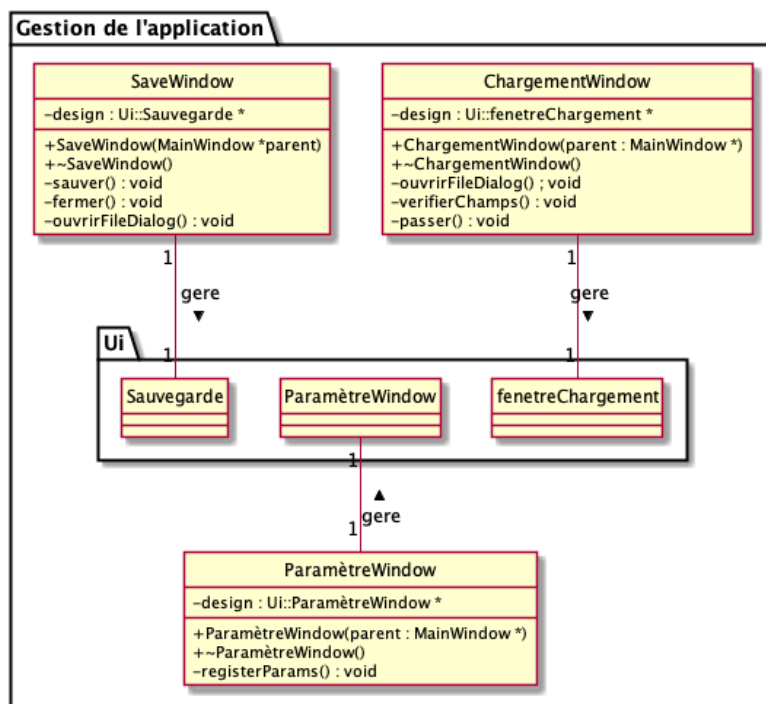 Gestion de l'application
SaveWindow
-design : Ui::Sauvegarde *
+SaveWindow(MainWindow *parent)
+~SaveWindow()
-sauver() : void
-fermer() : void
-ouvrirFileDialog() : void
ChargementWindow
-design : Ui::fenetreChargement *
+ChargementWindow(parent : MainWindow *)
+~ChargementWindow()
-ouvrirFileDialog() ; void
-verifierChamps() : void
-passer() : void
1
gere
1
1
gere
1
Ui
Sauvegarde
ParamètreWindow
fenetreChargement
1
gere
1
ParamètreWindow
-design : Ui::ParamètreWindow *
+ParamètreWindow(parent : MainWindow *)
+~ParamètreWindow()
-registerParams() : void